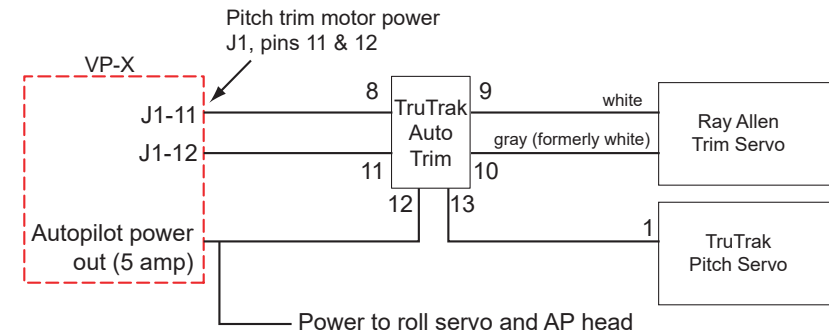 Pitch trim motor power
J1, pins 11 & 12
VP-X
J1-11
J1-12
Autopilot power
out (5 amp)
8
11
TruTrak
Auto
Trim
9
10
12
13
white
gray (formerly white)
Ray Allen
Trim Servo
1
TruTrak
Pitch Servo
Power to roll servo and AP head